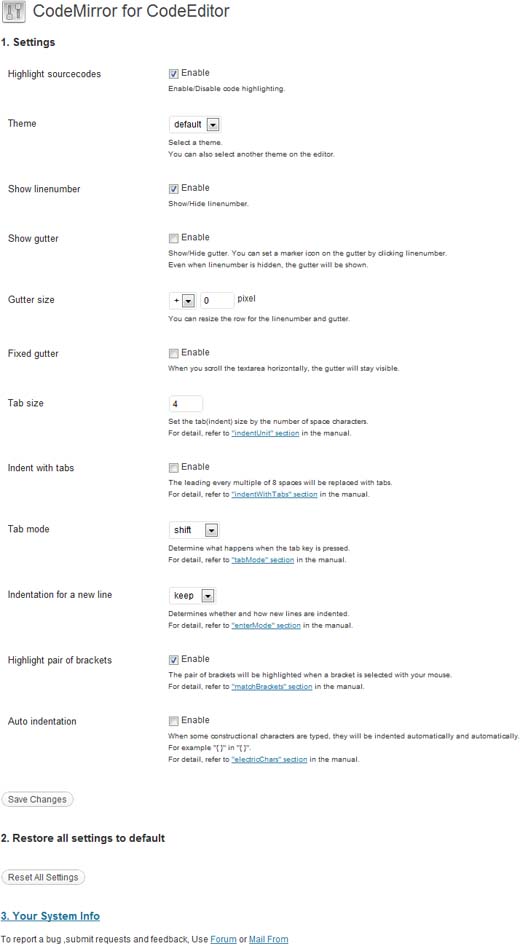 CodeMirror for CodeEditor
1. Settings
Highlight sourcecodes
Enable
Enable/Disable code highlighting.
Theme
default
Select a theme.
You can also select another theme on the editor.
Show linenumber
Enable
Show/Hide linenumber.
Show gutter
Enable
Show/Hide gutter. You can set a marker icon on the gutter by clicking linenumber.
Even when linenumber is hidden, the gutter will be shown.
Gutter size
+ 0 pixel
You can resize the row for the linenumber and gutter.
Fixed gutter
Enable
When you scroll the textarea horizontally, the gutter will stay visible.
Tab size
4
Set the tab(indent) size by the number of space characters.
For detail, refer to "indentUnit" section in the manual.
Indent with tabs
Enable
The leading every multiple of 8 spaces will be replaced with tabs.
For detail, refer to "indentWithTabs" section in the manual.
Tab mode
shift
Determine what happens when the tab key is pressed.
For detail, refer to "tabMode" section in the manual.
Indentation for a new line
keep
Determines whether and how new lines are indented.
For detail, refer to "enterMode" section in the manual.
Highlight pair of brackets
Enable
The pair of brackets will be highlighted when a bracket is selected with your mouse.
For detail, refer to "matchBrackets" section in the manual.
Auto indentation
Enable
When some constructional characters are typed, they will be indented automatically and automatically.
For example "{ }" in "{ }".
For detail, refer to "electricChars" section in the manual.
Save Changes
2. Restore all settings to default
Reset All Settings
3. Your System Info
To report a bug ,submit requests and feedback, Use Forum or Mail From